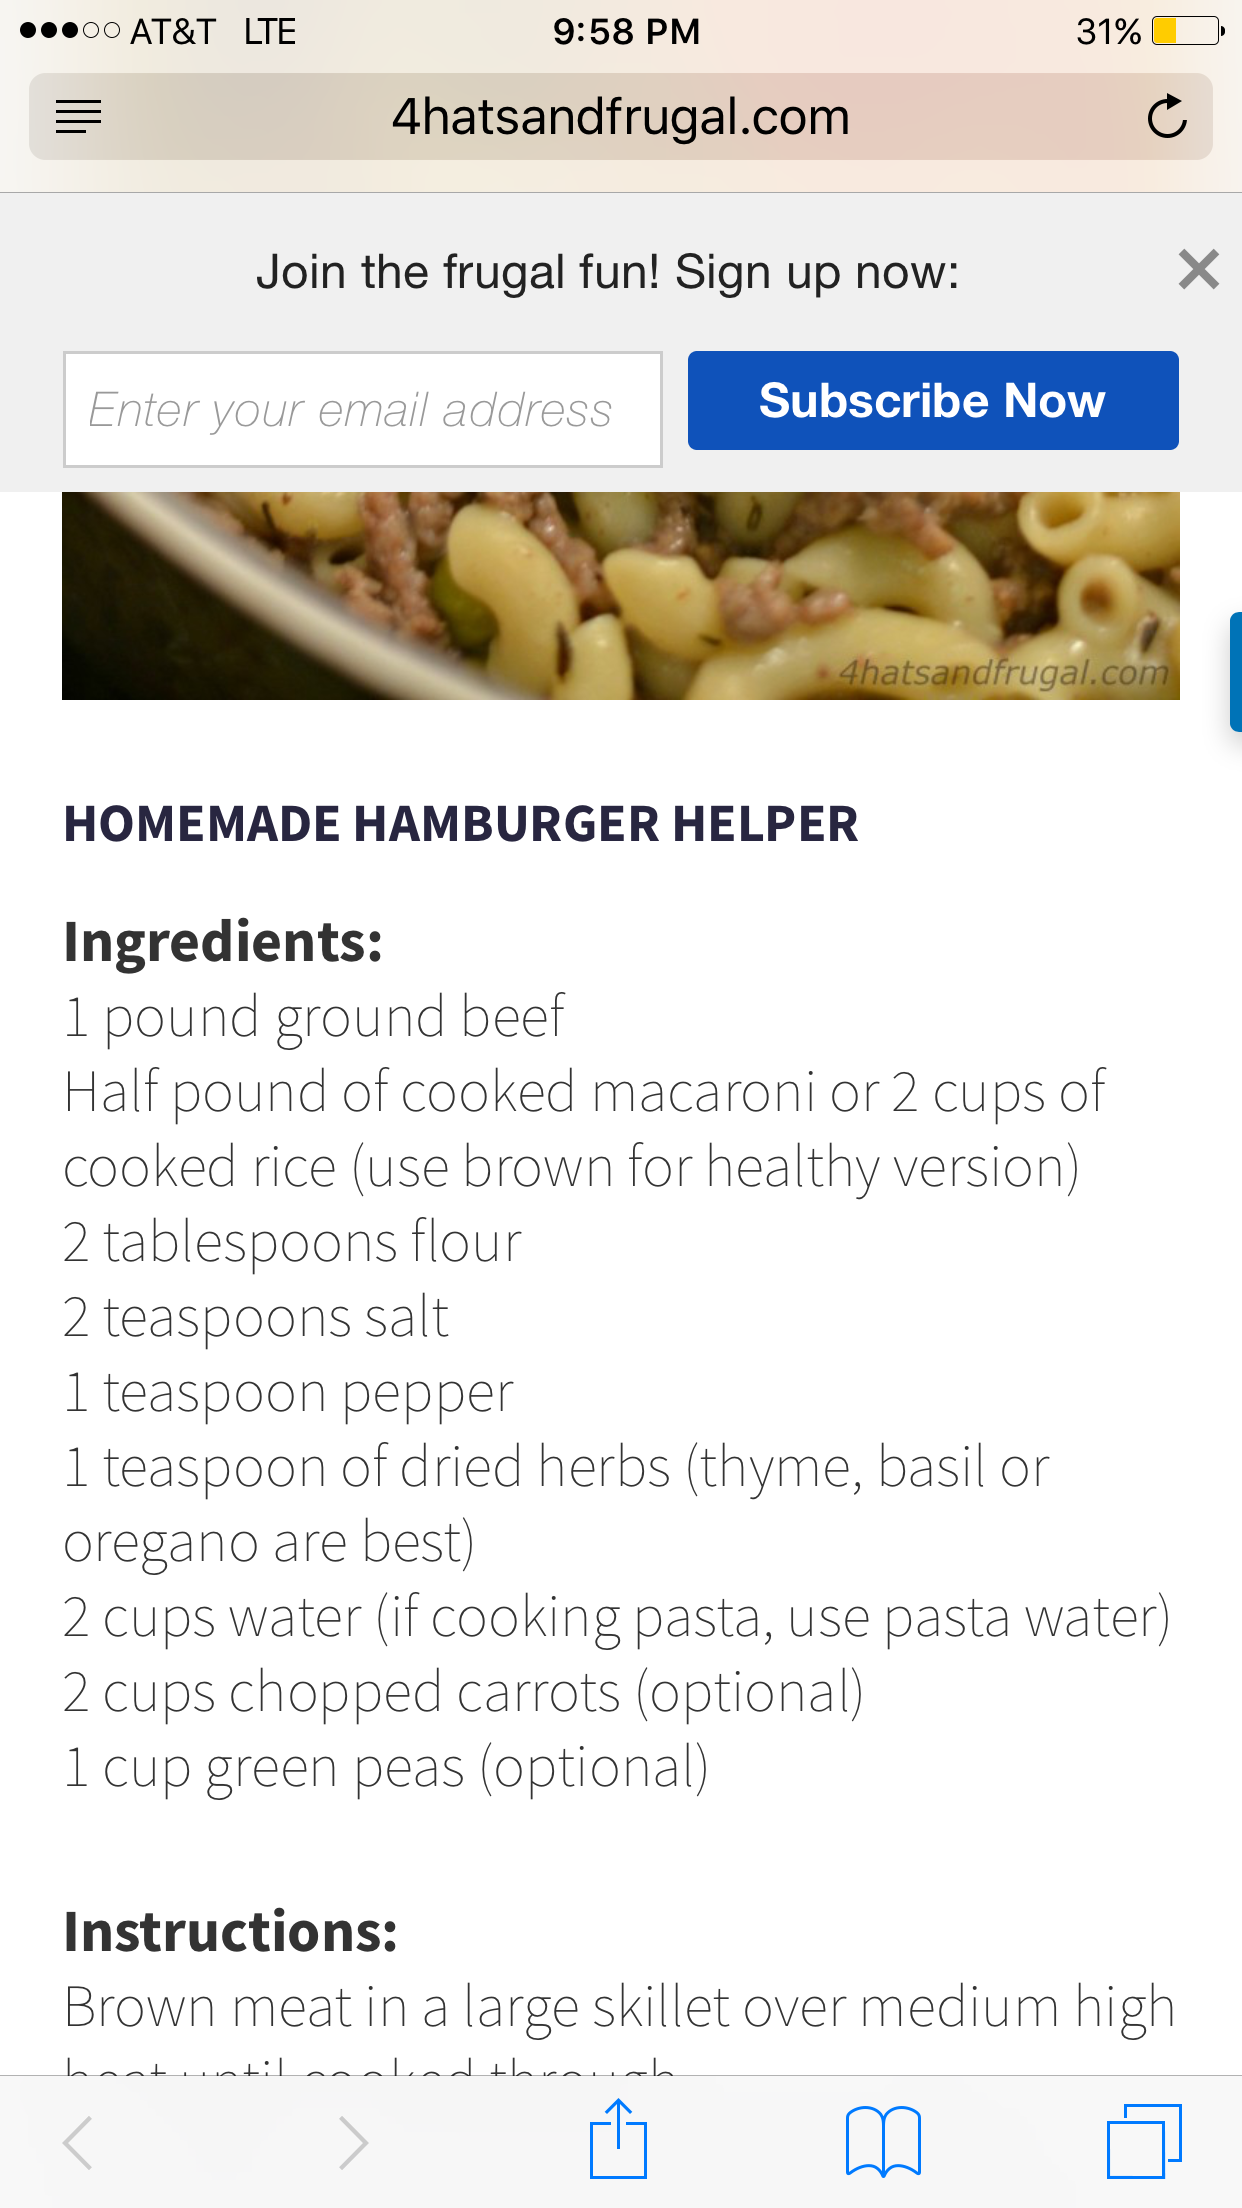 AT&T LTE 9:58 PM 31%
4hatsandfrugal.com
Join the frugal fun! Sign up now:
Enter your email address Subscribe Now
4hatsandfrugal.com
HOMEMADE HAMBURGER HELPER
Ingredients:
1 pound ground beef
Half pound of cooked macaroni or 2 cups of
cooked rice (use brown for healthy version)
2 tablespoons flour
2 teaspoons salt
1 teaspoon pepper
1 teaspoon of dried herbs (thyme, basil or
oregano are best)
2 cups water (if cooking pasta, use pasta water)
2 cups chopped carrots (optional)
1 cup green peas (optional)
Instructions:
Brown meat in a large skillet over medium high
heat until cooked through